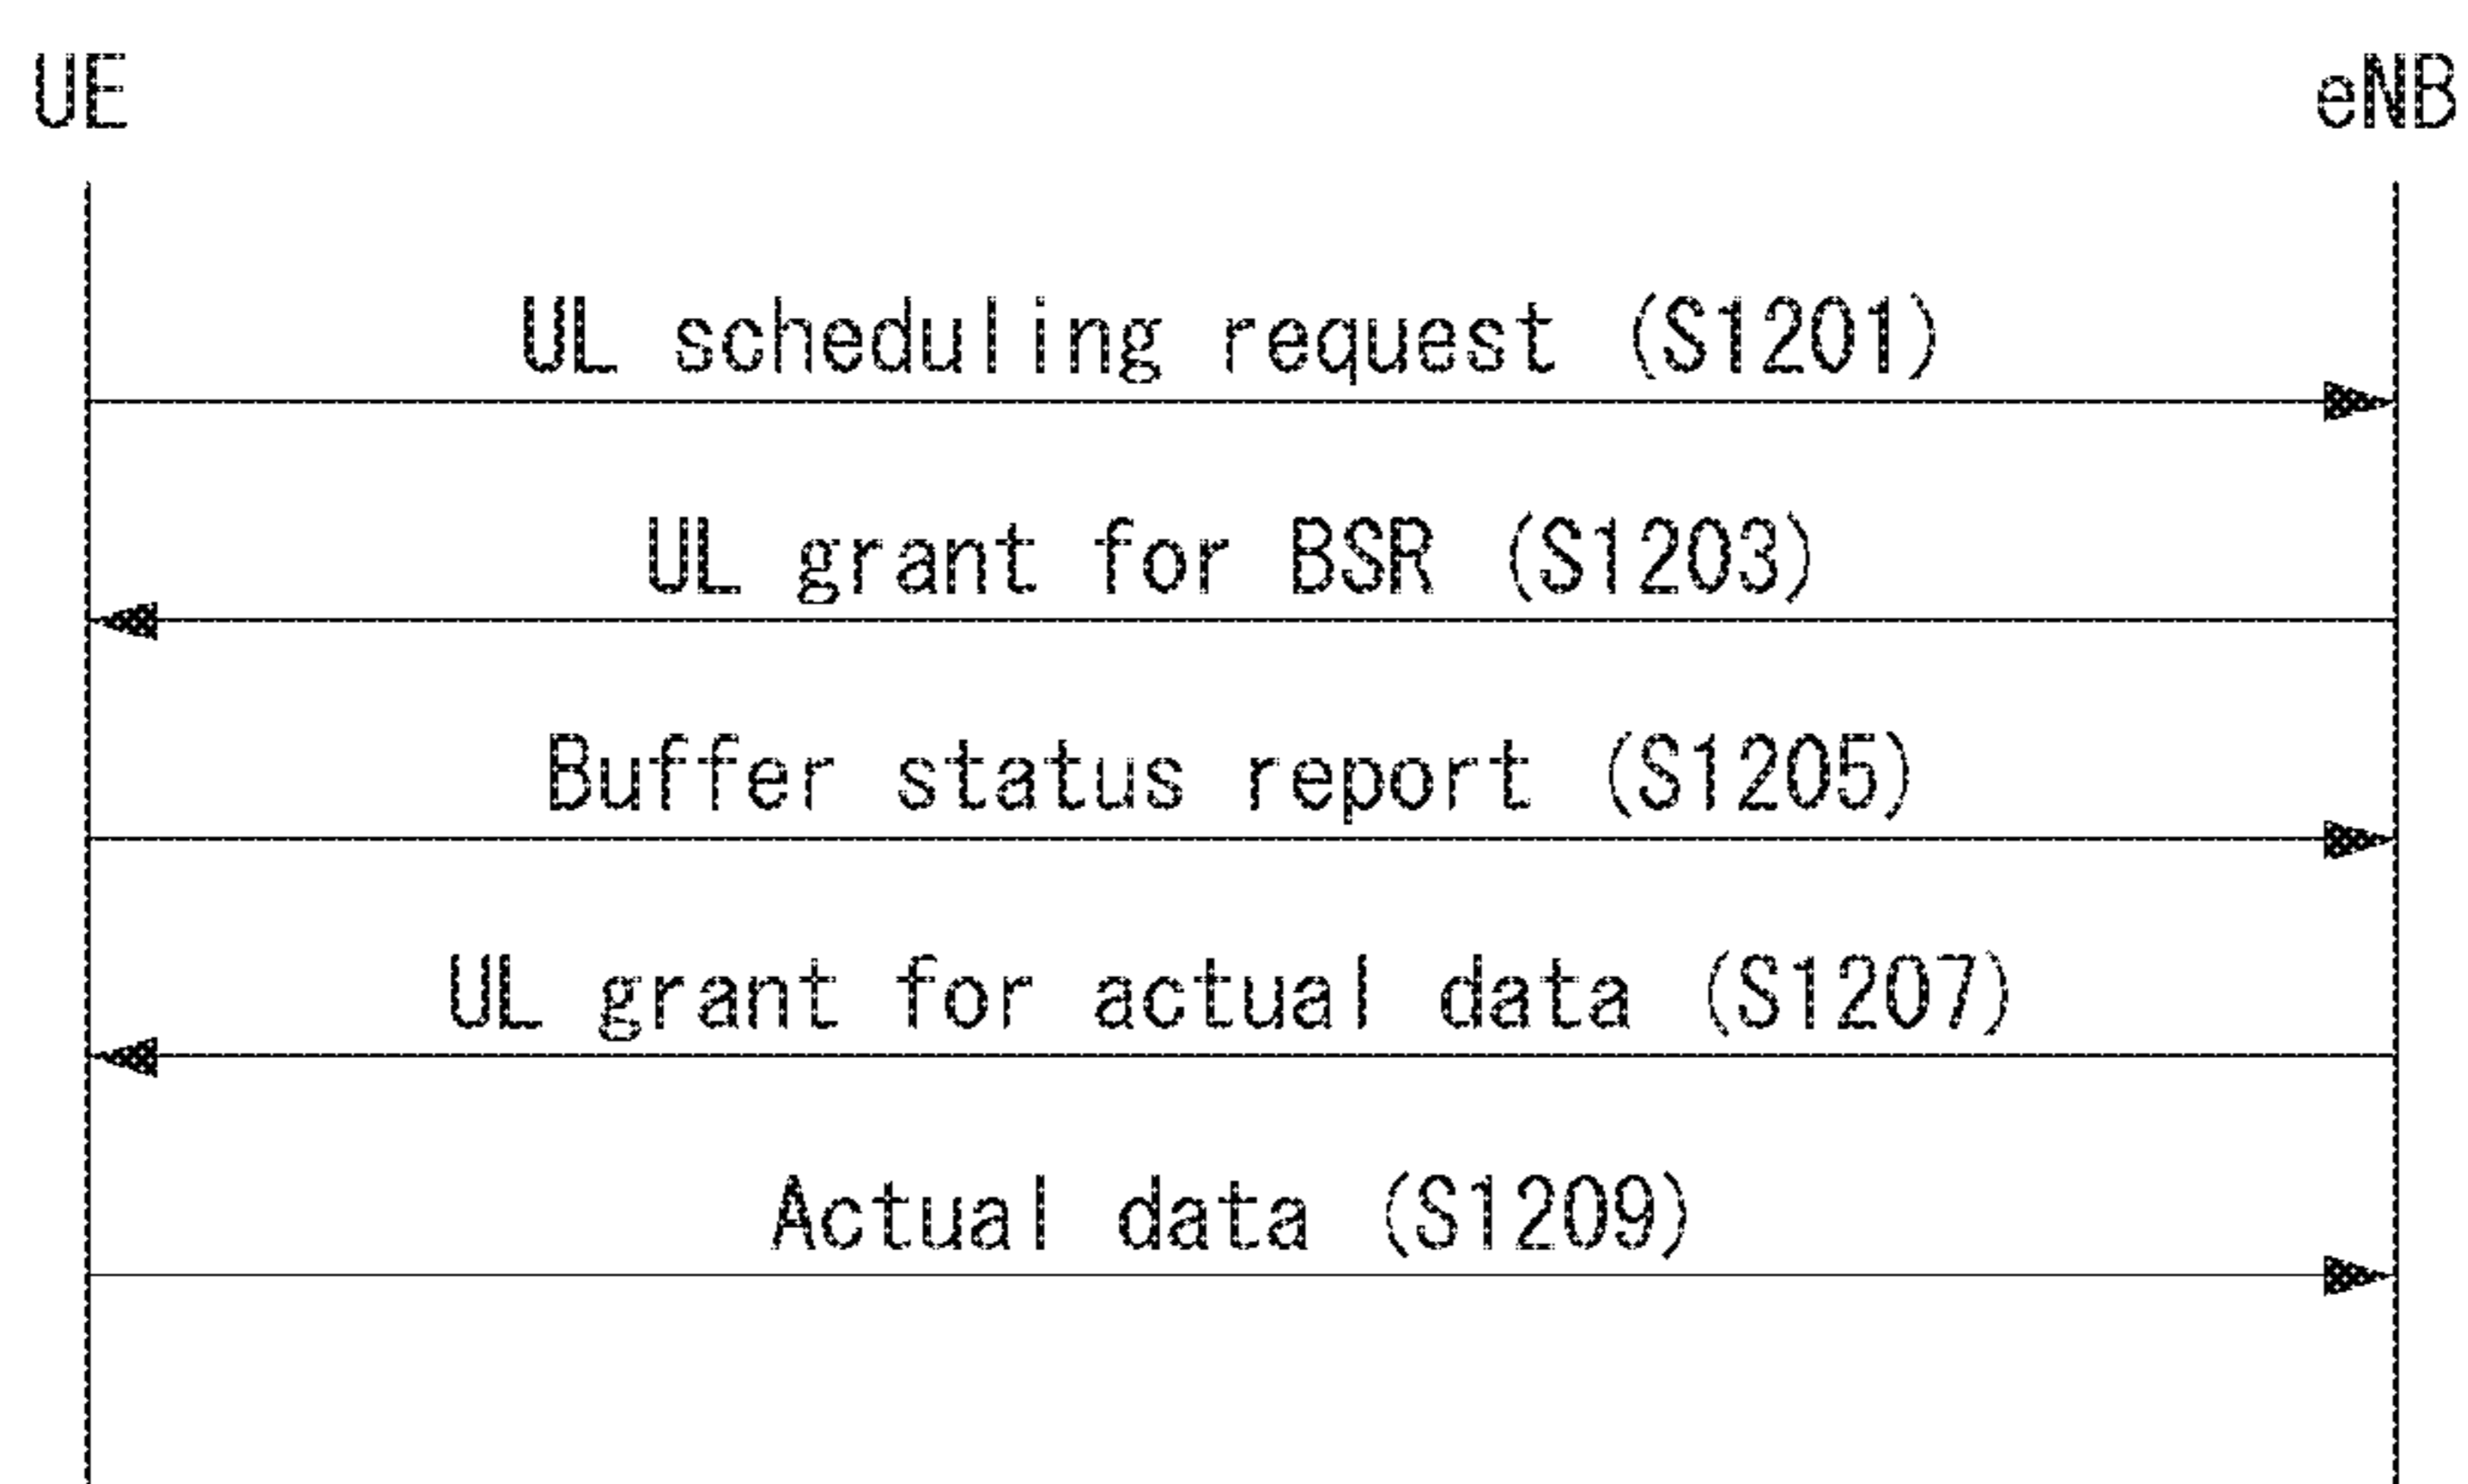 UE eNB
UL scheduling request (S1201)
UL grant for BSR (S1203)
Buffer status report (S1205)
UL grant for actual data (S1207)
Actual data (S1209)